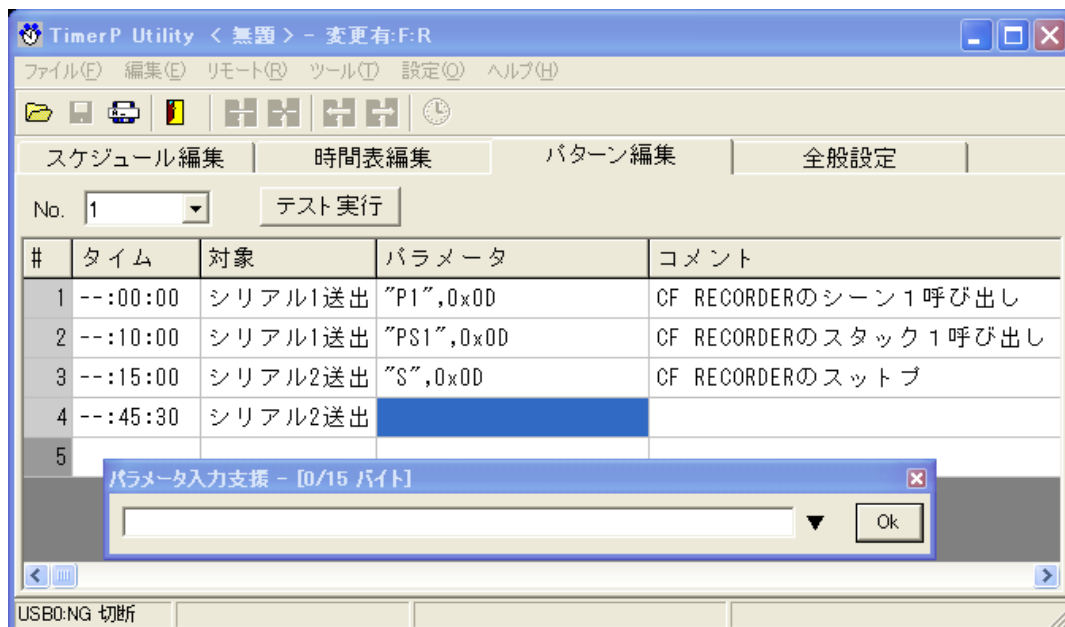 TimerP Utility < 無題 > - 変更有:F:R
ファイル(F) 編集(E) リモート(R) ツール(T) 設定(O) ヘルプ(H)
スケジュール編集 時間表編集 パターン編集 全般設定
No. 1 テスト実行
# タイム 対象 パラメータ コメント
1 --:00:00 シリアル1送出 "P1",0x0D CF RECORDERのシーン1呼び出し
2 --:10:00 シリアル1送出 "PS1",0x0D CF RECORDERのスタック1呼び出し
3 --:15:00 シリアル2送出 "S",0x0D CF RECORDERのスットプ
4 --:45:30 シリアル2送出
5
パラメータ入力支援 - [0/15 バイト]
Ok
USB0:NG 切断